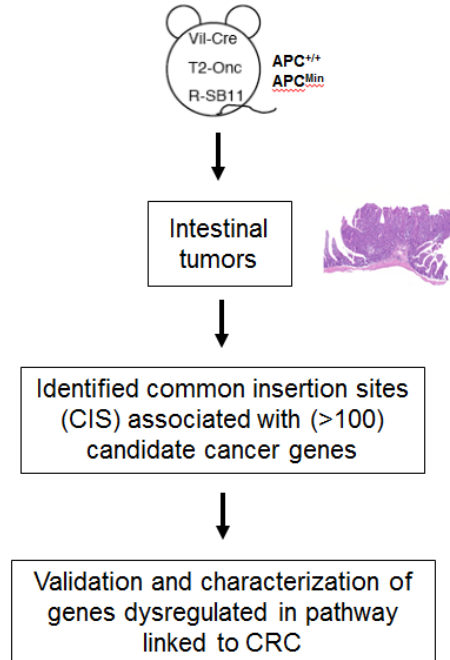 Vil-Cre
T2-Onc
R-SB11
APC+/+
APCMin
Intestinal
tumors
Identified common insertion sites
(CIS) associated with (>100)
candidate cancer genes
Validation and characterization of
genes dysregulated in pathway
linked to CRC